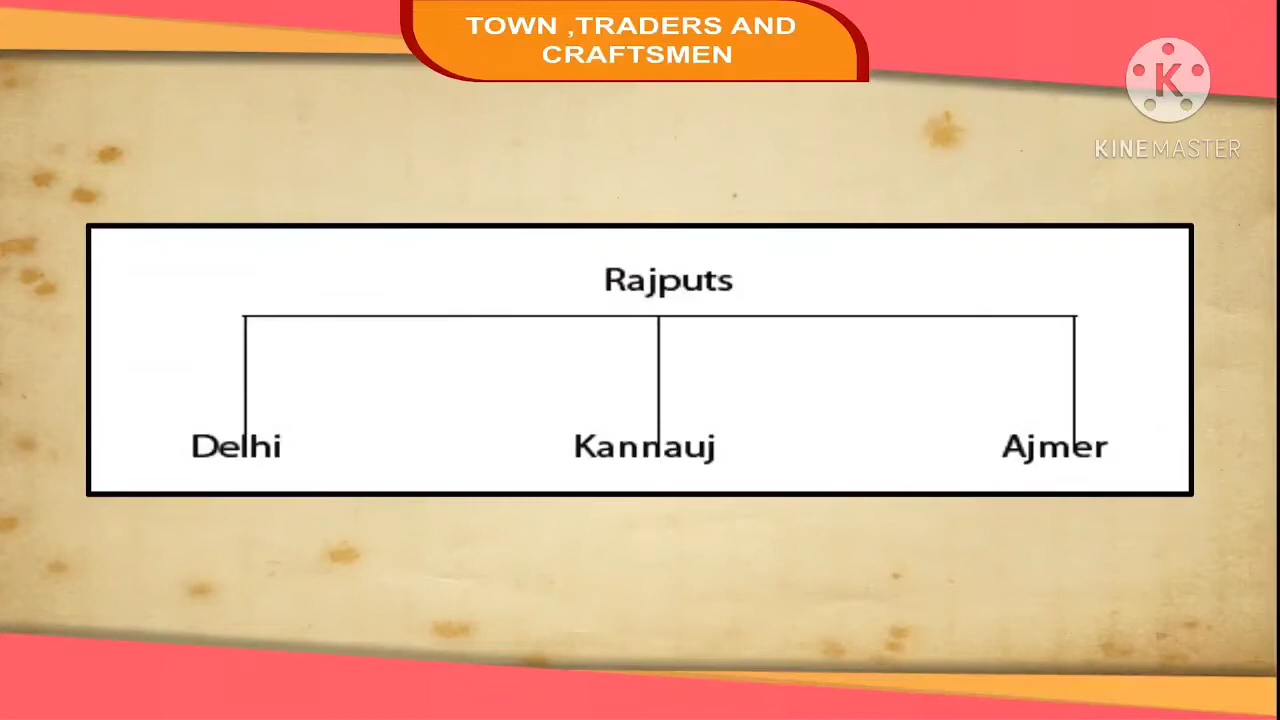 TOWN ,TRADERS AND
CRAFTSMEN
K
KINEMASTER
Rajputs
Delhi Kannauj Ajmer